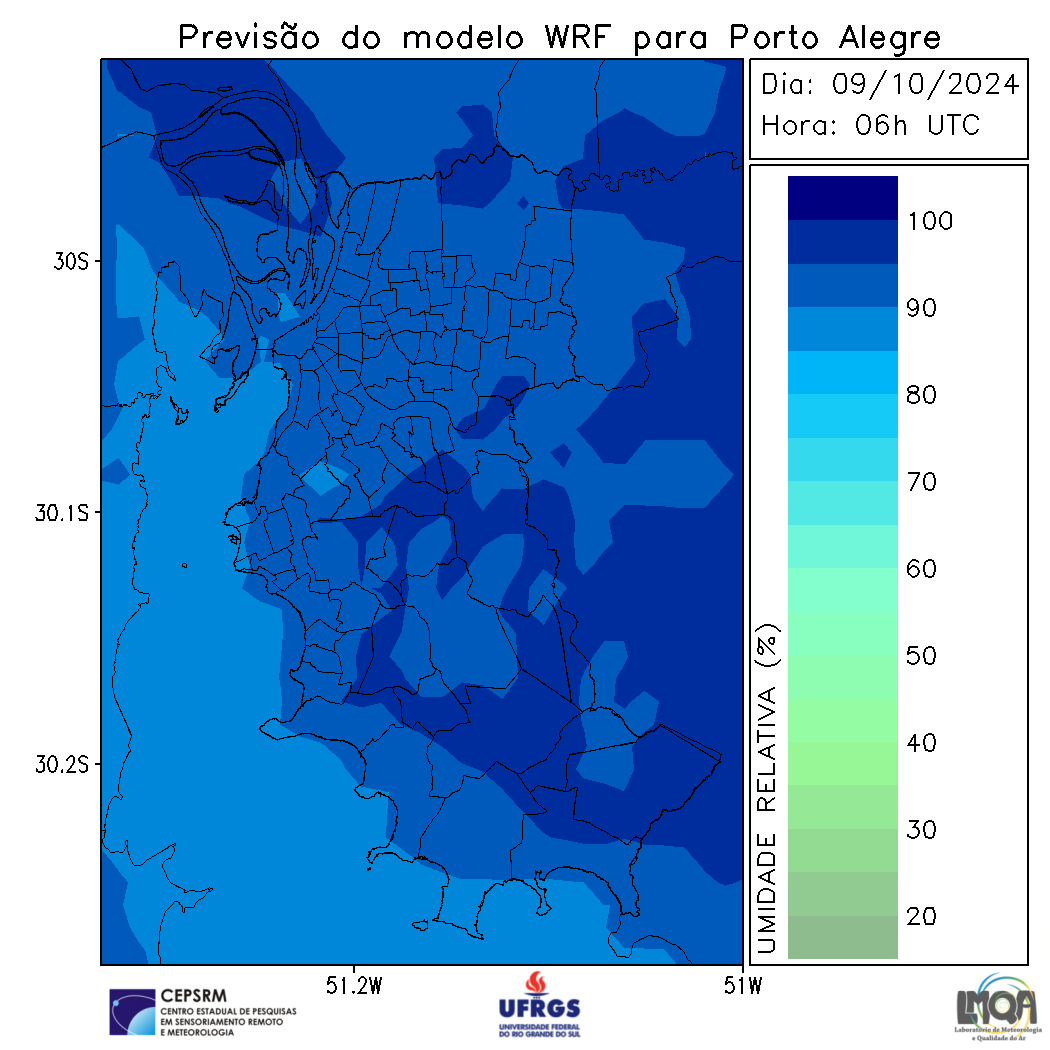 Previsão do modelo WRF para Porto Alegre
Dia: 09/10/2024
Hora: 06h UTC
30S
30.1S
30.2S
51.2W
51W
UMIDADE RELATIVA (%)
100
90
80
70
60
50
40
30
20
CEPSRM
CENTRO ESTADUAL DE PESQUISAS
EM SENSORIAMENTO REMOTO
E METEOROLOGIA
UFRGS
UNIVERSIDADE FEDERAL
DO RIO GRANDE DO SUL
LMQA
Laboratório de Meteorologia
e Qualidade do Ar